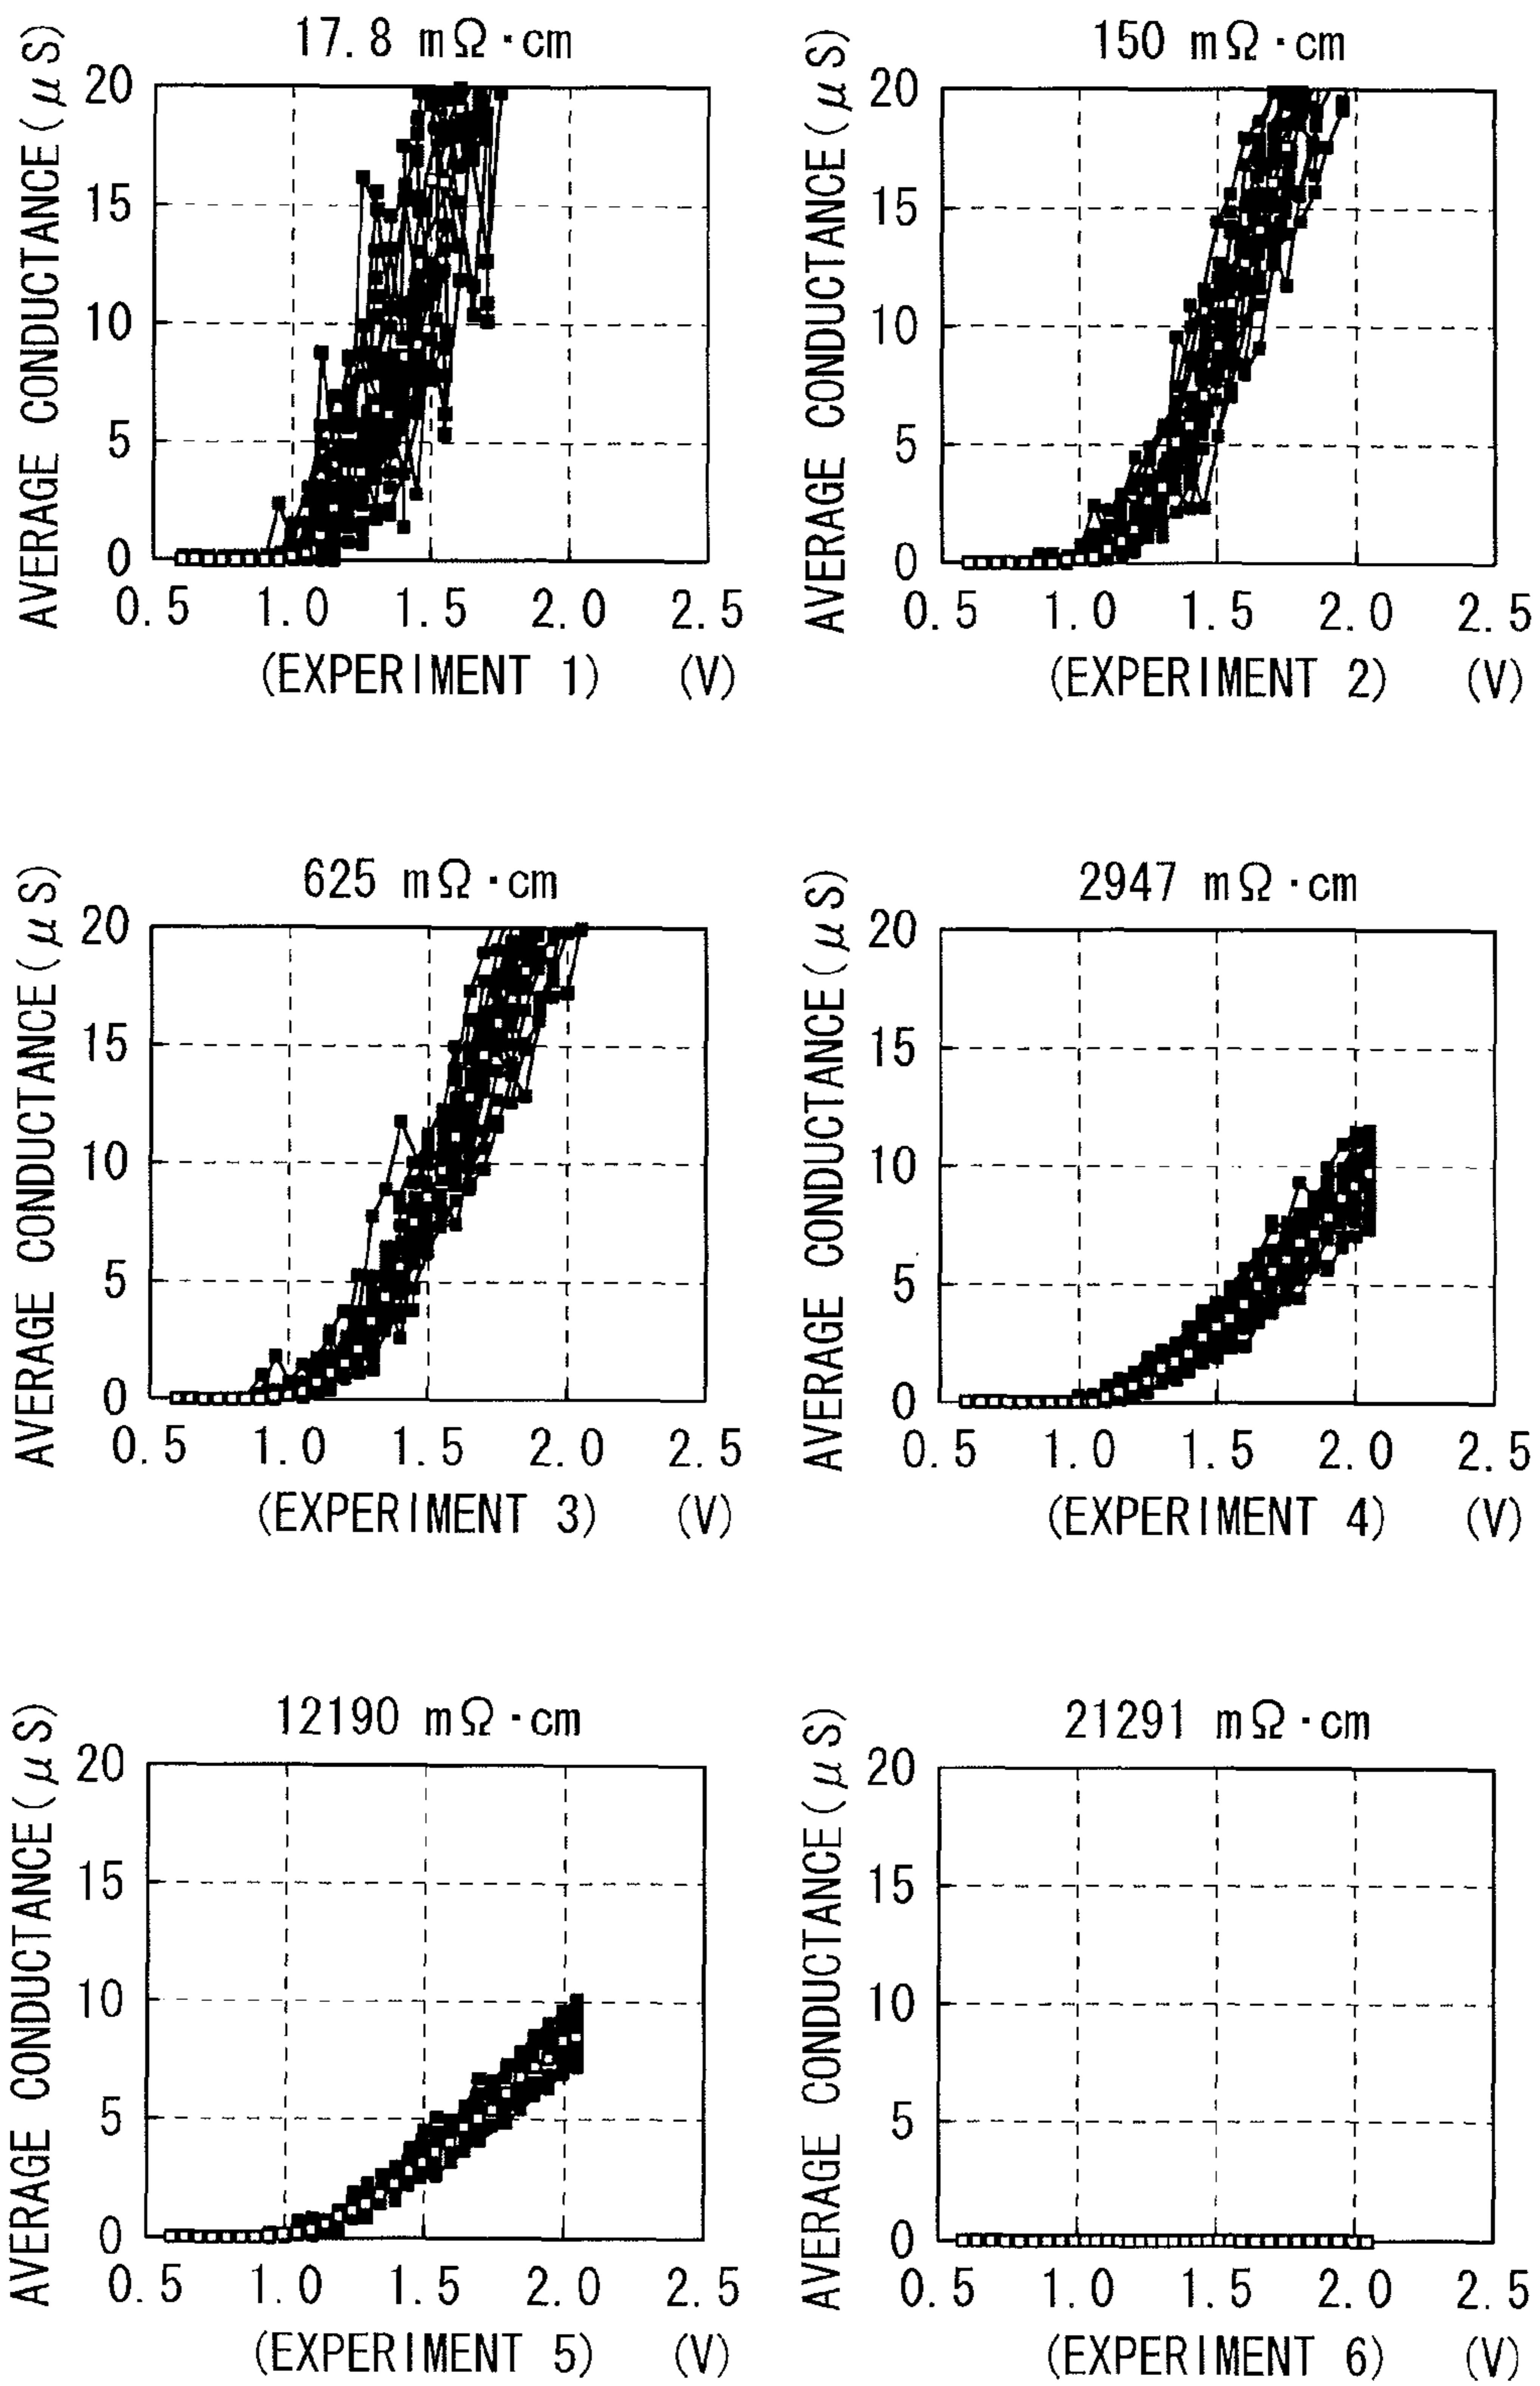 17.8 mΩ·cm
AVERAGE CONDUCTANCE(μS)
20
15
10
5
0
0.5 1.0 1.5 2.0 2.5
(EXPERIMENT 1) (V)
150 mΩ·cm
AVERAGE CONDUCTANCE(μS)
20
15
10
5
0
0.5 1.0 1.5 2.0 2.5
(EXPERIMENT 2) (V)
625 mΩ·cm
AVERAGE CONDUCTANCE(μS)
20
15
10
5
0
0.5 1.0 1.5 2.0 2.5
(EXPERIMENT 3) (V)
2947 mΩ·cm
AVERAGE CONDUCTANCE(μS)
20
15
10
5
0
0.5 1.0 1.5 2.0 2.5
(EXPERIMENT 4) (V)
12190 mΩ·cm
AVERAGE CONDUCTANCE(μS)
20
15
10
5
0
0.5 1.0 1.5 2.0 2.5
(EXPERIMENT 5) (V)
21291 mΩ·cm
AVERAGE CONDUCTANCE(μS)
20
15
10
5
0
0.5 1.0 1.5 2.0 2.5
(EXPERIMENT 6) (V)